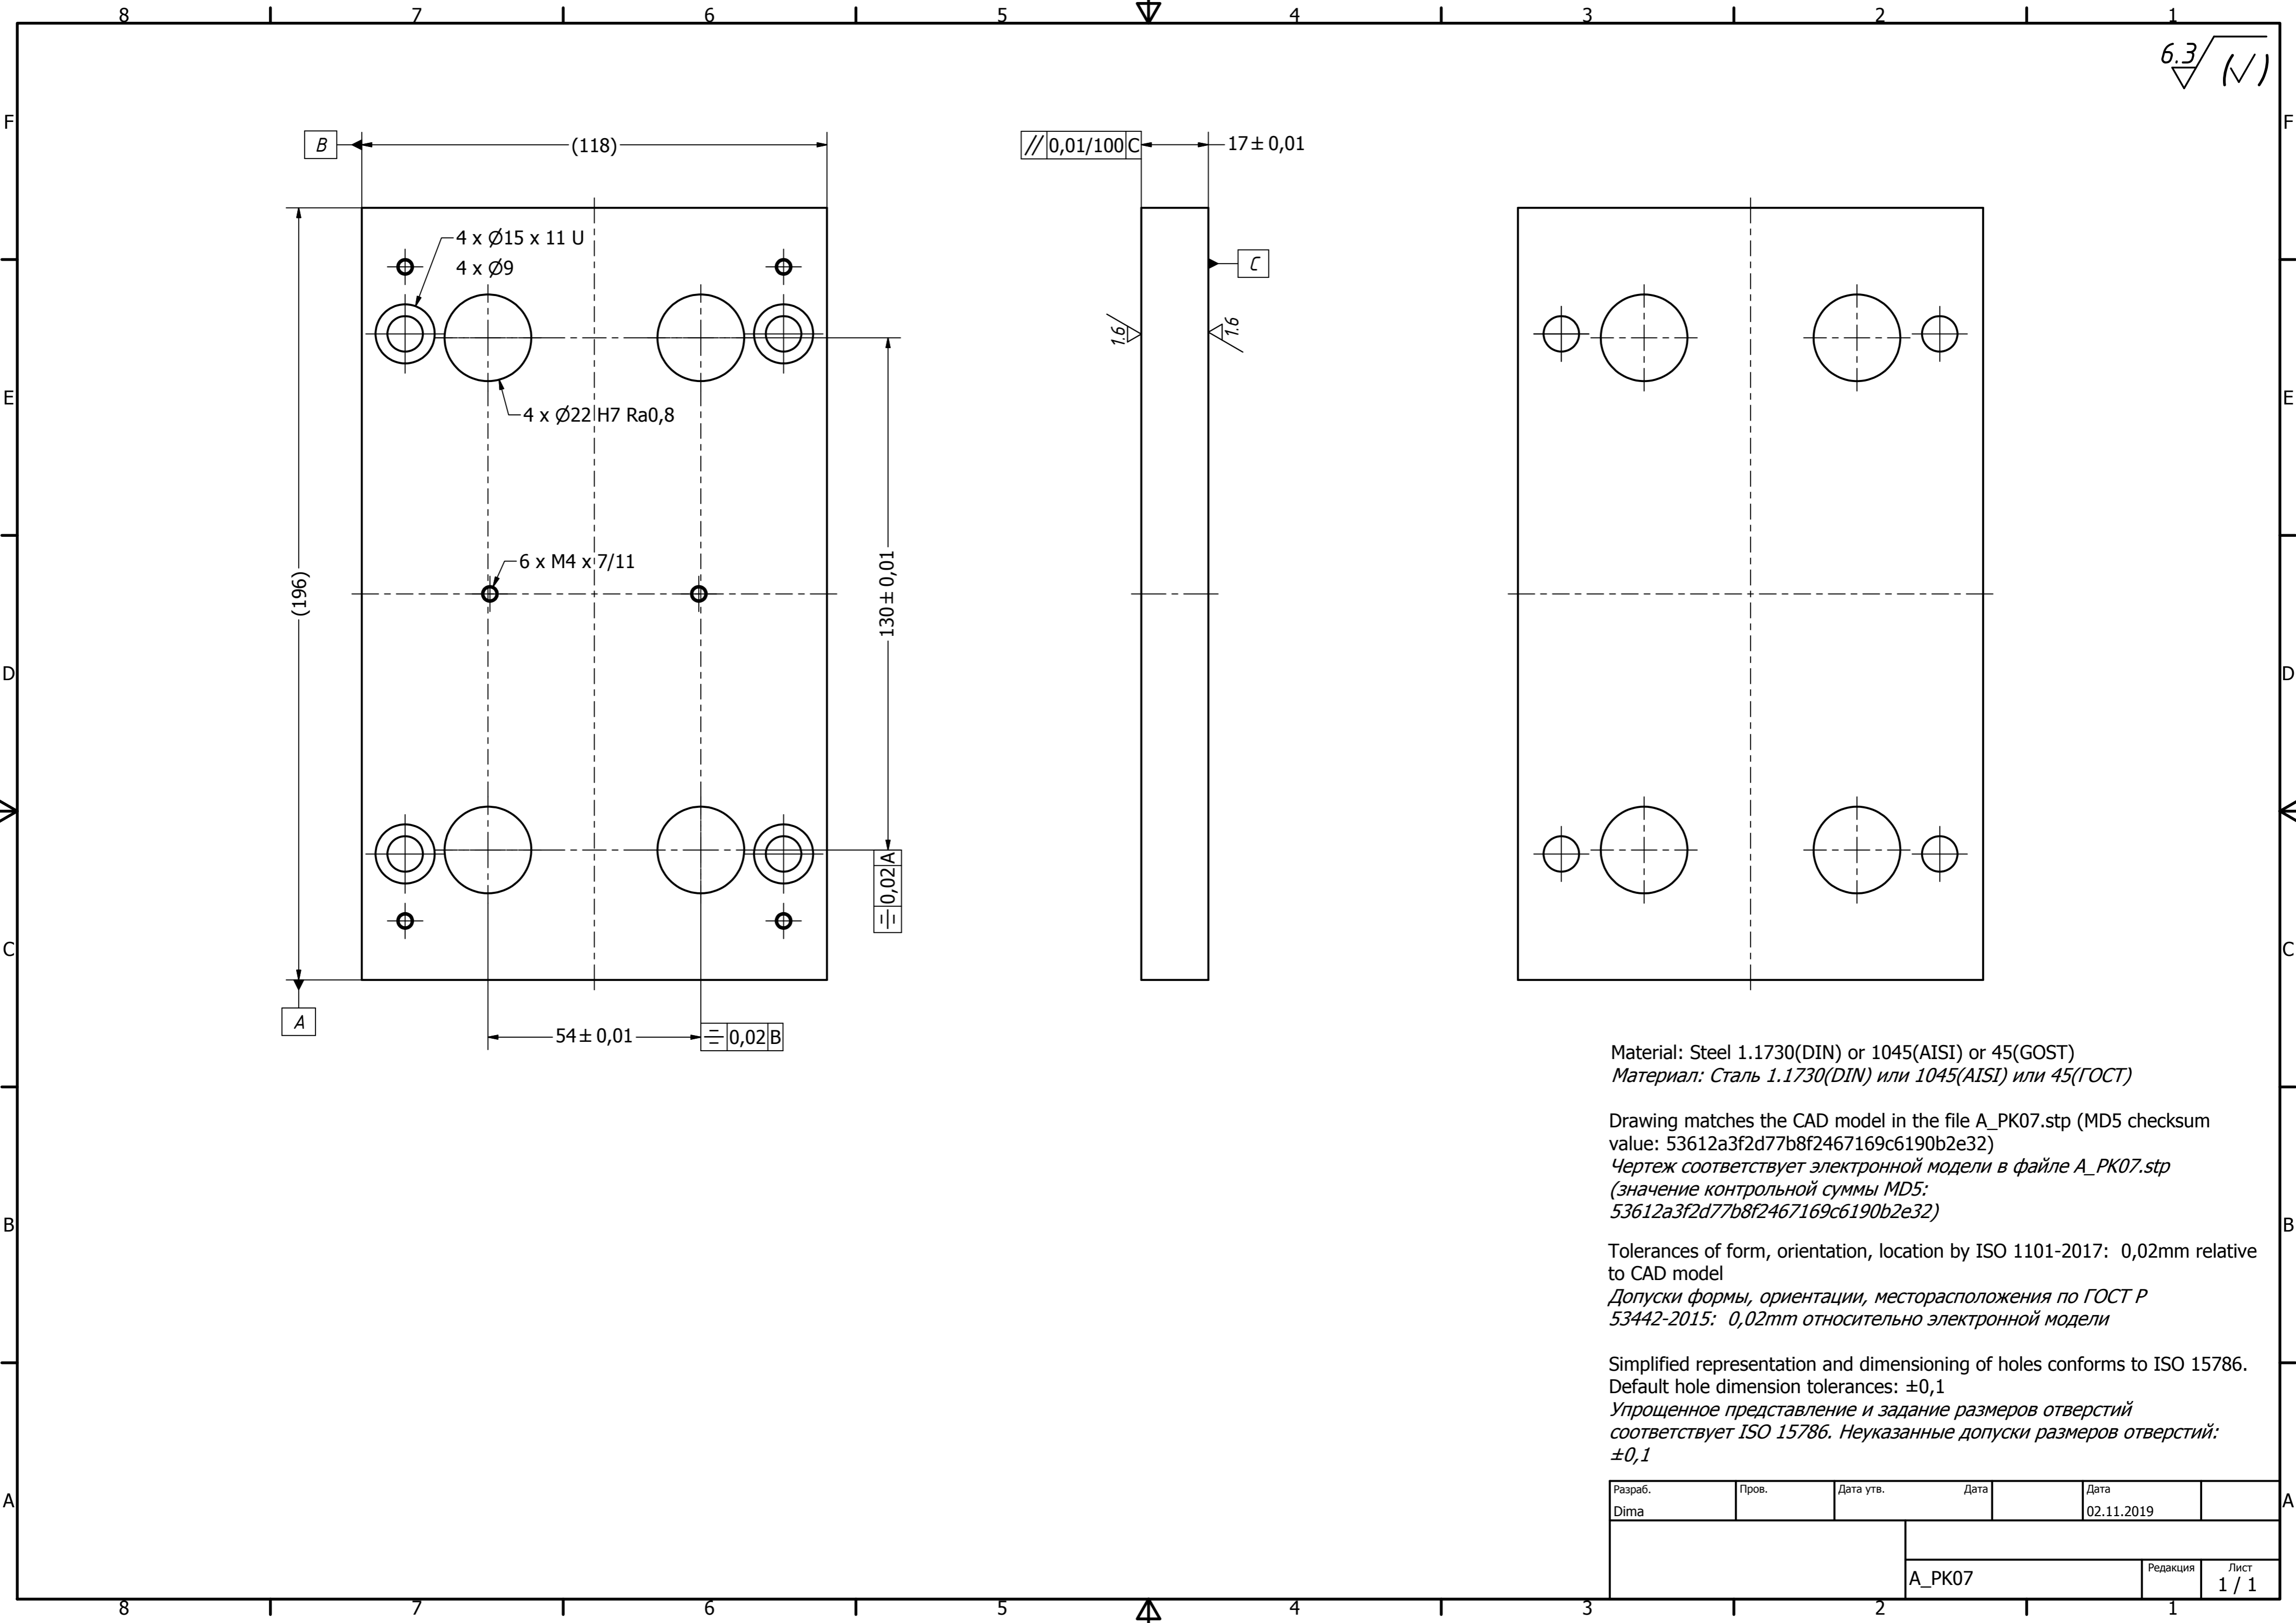 8 7 6 5 4 3 2 1
6.3 (√)
F F
B (118)
// 0,01/100 C 17±0,01
4 x Ø15 x 11 U
4 x Ø9
C
1.6 1.6
E E
4 x Ø22 H7 Ra0,8
6 x M4 x 7/11
(196)
130±0,01
D D
0,02 A
C C
A
54±0,01 0,02 B
Material: Steel 1.1730(DIN) or 1045(AISI) or 45(GOST)
Материал: Сталь 1.1730(DIN) или 1045(AISI) или 45(ГОСТ)
Drawing matches the CAD model in the file A_PK07.stp (MD5 checksum
value: 53612a3f2d77b8f2467169c6190b2e32)
Чертеж соответствует электронной модели в файле A_PK07.stp
(значение контрольной суммы MD5:
53612a3f2d77b8f2467169c6190b2e32)
B B
Tolerances of form, orientation, location by ISO 1101-2017: 0,02mm relative
to CAD model
Допуски формы, ориентации, месторасположения по ГОСТ Р
53442-2015: 0,02mm относительно электронной модели
Simplified representation and dimensioning of holes conforms to ISO 15786.
Default hole dimension tolerances: ±0,1
Упрощенное представление и задание размеров отверстий
соответствует ISO 15786. Неуказанные допуски размеров отверстий:
±0,1
A A
Разраб. Пров. Дата утв. Дата Дата
Dima 02.11.2019
Редакция Лист
A_PK07 1 / 1
8 7 6 5 4 3 2 1